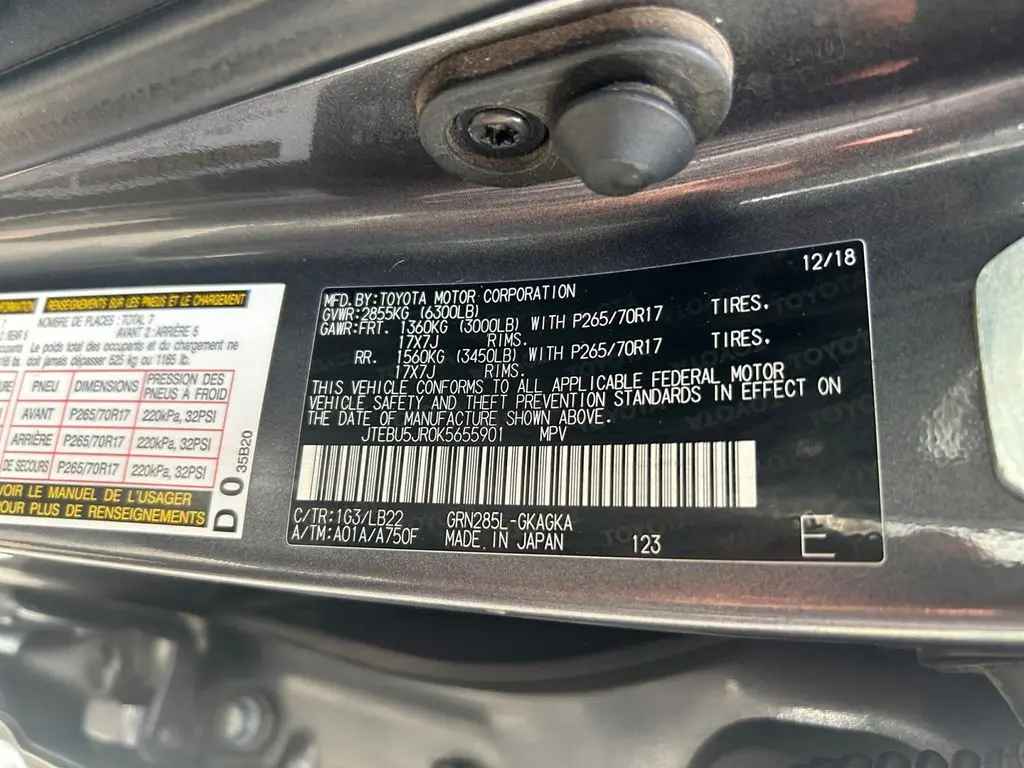 NFORMATION RENSEIGNEMENTS SUR LES PNEUS ET LE CHARGEMENT
NOMBRE DE PLACES : TOTAL 7
: REAR 5 AVANT 2 : ARRIÈRE 5
Le poids total des occupants et du chargement ne
lb. doit jamais dépasser 525 kg ou 1165 lb.
PNEU DIMENSIONS PRESSION DES PNEUS À FROID
AVANT P265/70R17 220kPa, 32PSI
ARRIÈRE P265/70R17 220kPa, 32PSI
DE SECOURS P265/70R17 220kPa, 32PSI
VOIR LE MANUEL DE L'USAGER
POUR PLUS DE RENSEIGNEMENTS
D0 35B20
12/18
MFD.BY:TOYOTA MOTOR CORPORATION
GVWR:2855KG (6300LB)
GAWR:FRT. 1360KG (3000LB) WITH P265/70R17 TIRES.
17X7J RIMS.
RR. 1560KG (3450LB) WITH P265/70R17 TIRES.
17X7J RIMS.
THIS VEHICLE CONFORMS TO ALL APPLICABLE FEDERAL MOTOR
VEHICLE SAFETY AND THEFT PREVENTION STANDARDS IN EFFECT ON
THE DATE OF MANUFACTURE SHOWN ABOVE.
JTEBU5JR0K5655901 MPV
C/TR:1G3/LB22 GRN285L-GKAGKA
A/TM:A01A/A750F MADE IN JAPAN 123
E